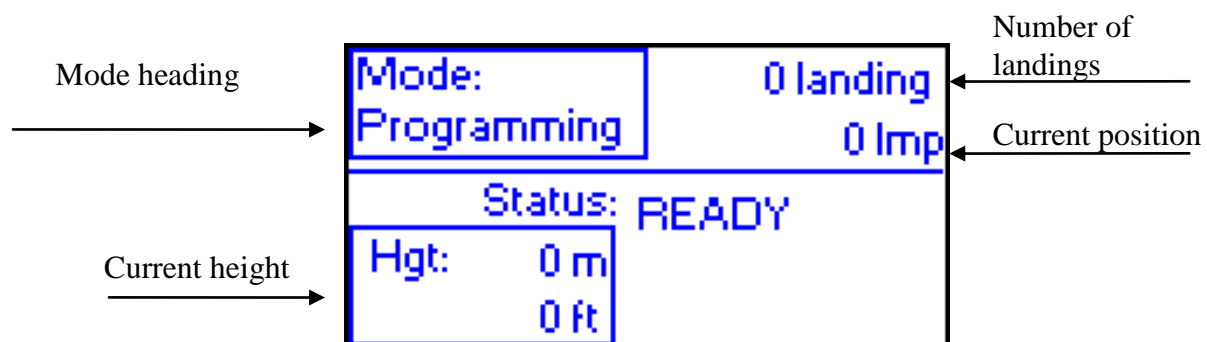 Mode heading
Mode:
Programming
0 landing
0 Imp
Number of
landings
Current position
Status: READY
Current height
Hgt: 0 m
0 ft